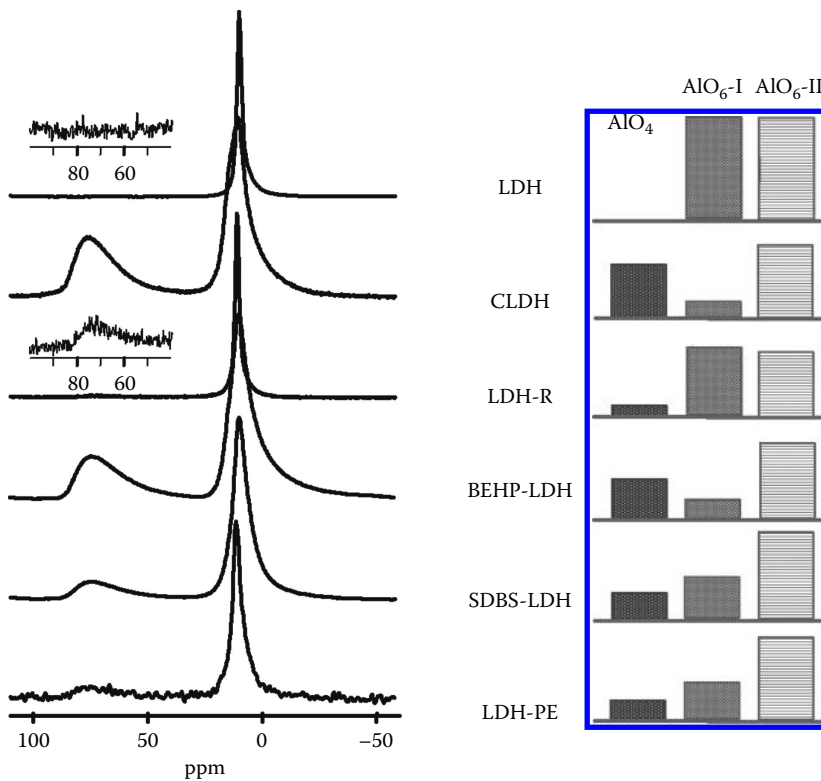 AlO6-I AlO6-II
AlO4
80 60
LDH
CLDH
80 60
LDH-R
BEHP-LDH
SDBS-LDH
LDH-PE
100 50 0 −50
ppm